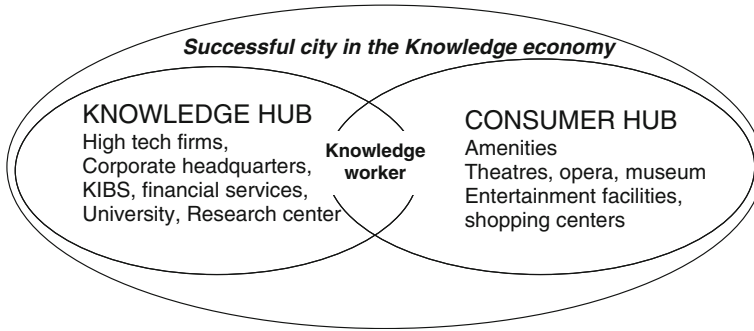 Successful city in the Knowledge economy
KNOWLEDGE HUB
High tech firms,
Corporate headquarters,
KIBS, financial services,
University, Research center
Knowledge
worker
CONSUMER HUB
Amenities
Theatres, opera, museum
Entertainment facilities,
shopping centers